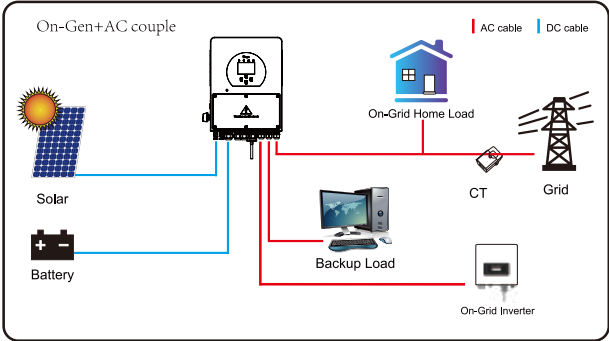 On-Gen+AC couple
AC cable
DC cable
On-Grid Home Load
Solar
CT
Grid
Battery
Backup Load
On-Grid Inverter